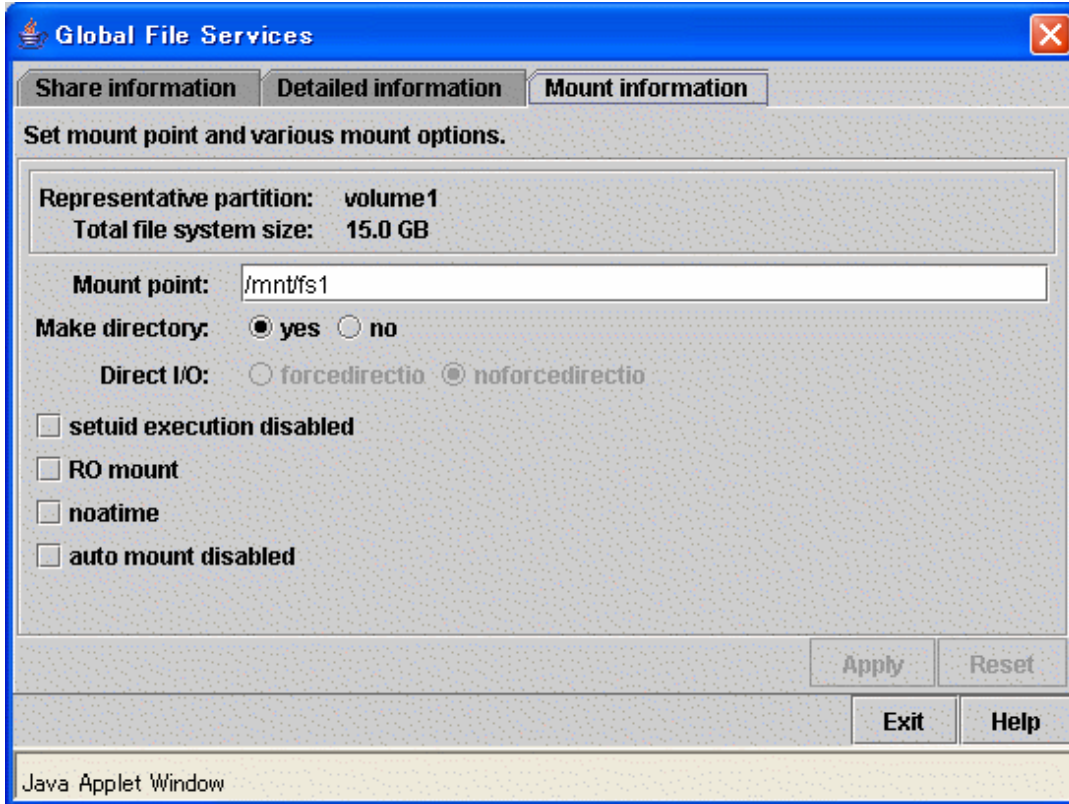 Global File Services
Share information Detailed information Mount information
Set mount point and various mount options.
Representative partition: volume1
Total file system size: 15.0 GB
Mount point: /mnt/fs1
Make directory: yes no
Direct I/O: forcedirectio noforcedirectio
setuid execution disabled
RO mount
noatime
auto mount disabled
Apply Reset
Exit Help
Java Applet Window